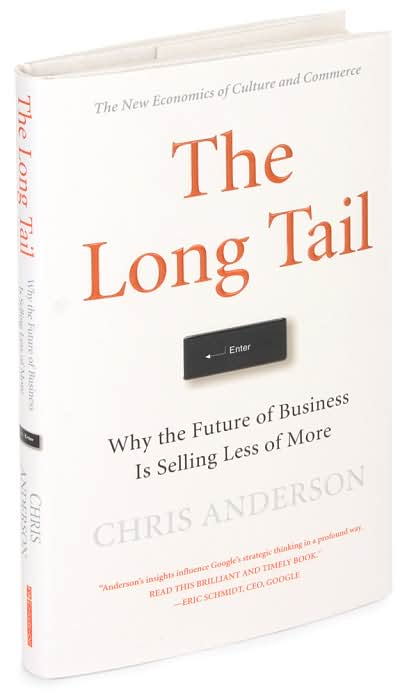 The New Economics of Culture and Commerce
The
Long Tail
Enter
Why the Future of Business
Is Selling Less of More
CHRIS ANDERSON
"Anderson's insights influence Google's strategic thinking in a profound way.
READ THIS BRILLIANT AND TIMELY BOOK."
—ERIC SCHMIDT, CEO, GOOGLE
The Long Tail
Why the Future of Business
Is Selling Less of More
Enter
CHRIS
ANDERSON